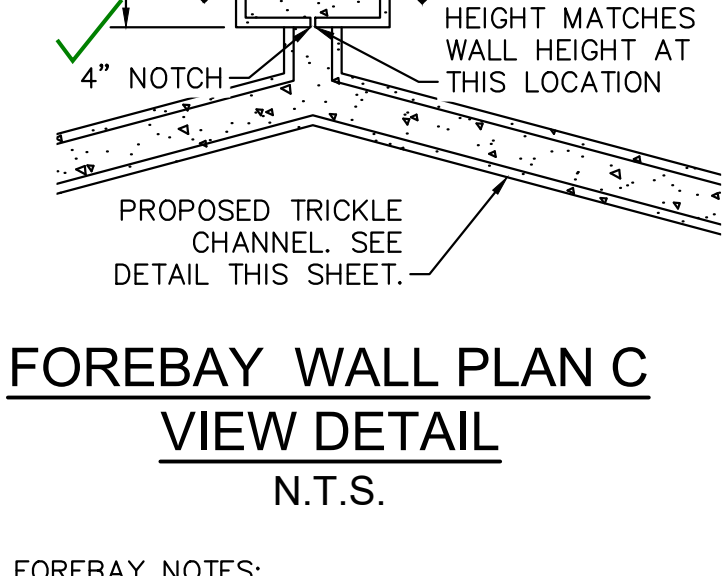 HEIGHT MATCHES
WALL HEIGHT AT
THIS LOCATION
4" NOTCH
PROPOSED TRICKLE
CHANNEL. SEE
DETAIL THIS SHEET.
FOREBAY WALL PLAN C
VIEW DETAIL
N.T.S.
FOREBAY NOTES: